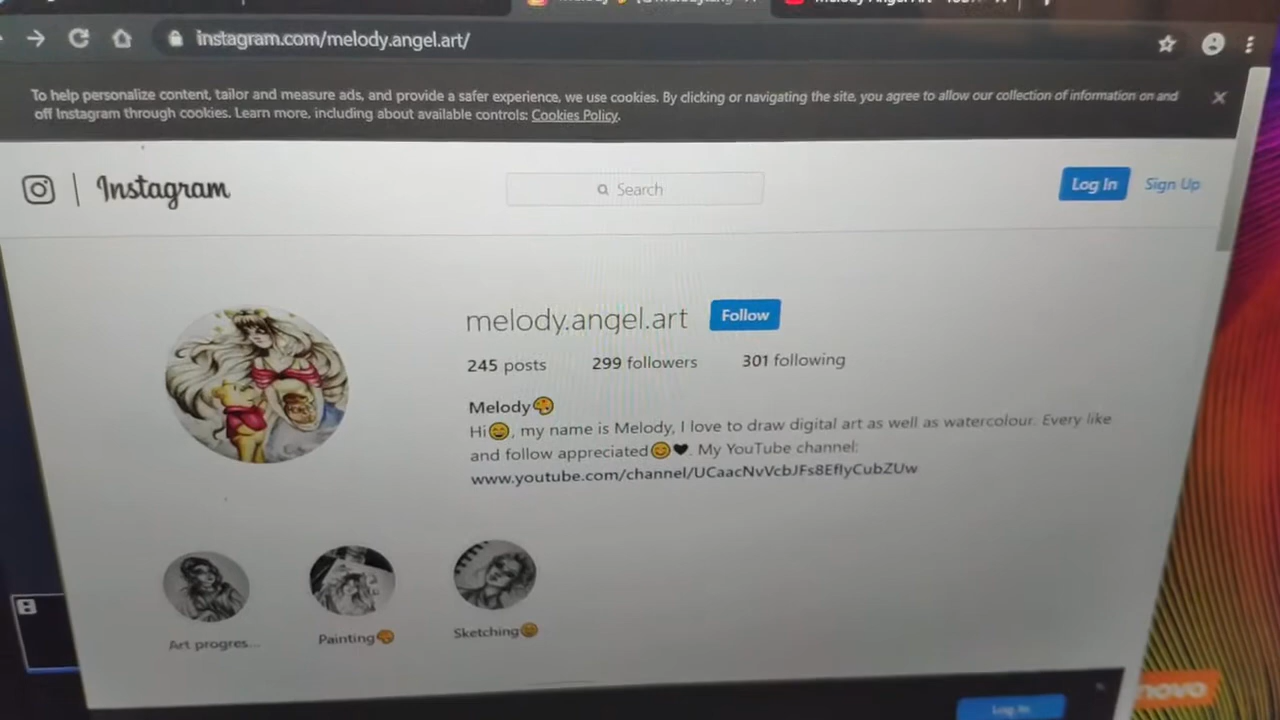 instagram.com/melody.angel.art/
To help personalize content, tailor and measure ads, and provide a safer experience, we use cookies. By clicking or navigating the site, you agree to allow our collection of information on and
off Instagram through cookies. Learn more, including about available controls: Cookies Policy.
Instagram
Search
Log In
Sign Up
melody.angel.art
Follow
245 posts
299 followers
301 following
Melody🎨
Hi😄, my name is Melody, I love to draw digital art as well as watercolour. Every like
and follow appreciated😊🖤. My YouTube channel:
www.youtube.com/channel/UCaacNvVcbJFs8EflyCubZUw
Art progres...
Painting🎨
Sketching😊
Log In